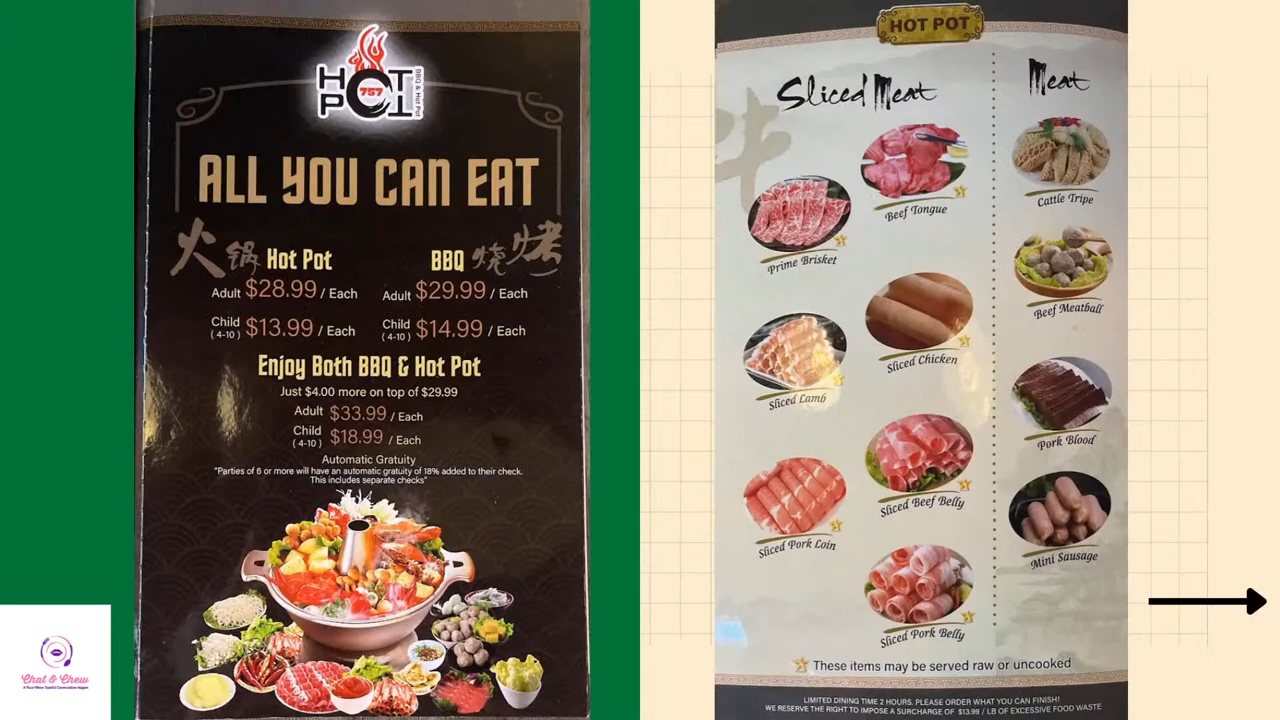 HOT
POT
757
BBQ & Hot Pot
ALL YOU CAN EAT
火锅 Hot Pot
BBQ 烧烤
Adult $28.99 / Each
Adult $29.99 / Each
Child (4-10) $13.99 / Each
Child (4-10) $14.99 / Each
Enjoy Both BBQ & Hot Pot
Just $4.00 more on top of $29.99
Adult $33.99 / Each
Child (4-10) $18.99 / Each
Automatic Gratuity
"Parties of 6 or more will have an automatic gratuity of 18% added to their check.
This includes separate checks"
Chat & Chew
A Place Where Tasteful Conversations Happen
HOT POT
Sliced Meat
Meat
牛
Beef Tongue
Cattle Tripe
Prime Brisket
Beef Meatball
Sliced Chicken
Sliced Lamb
Pork Blood
Sliced Beef Belly
Sliced Pork Loin
Mini Sausage
Sliced Pork Belly
These items may be served raw or uncooked
LIMITED DINING TIME 2 HOURS. PLEASE ORDER WHAT YOU CAN FINISH!
WE RESERVE THE RIGHT TO IMPOSE A SURCHARGE OF $13.99 / LB OF EXCESSIVE FOOD WASTE